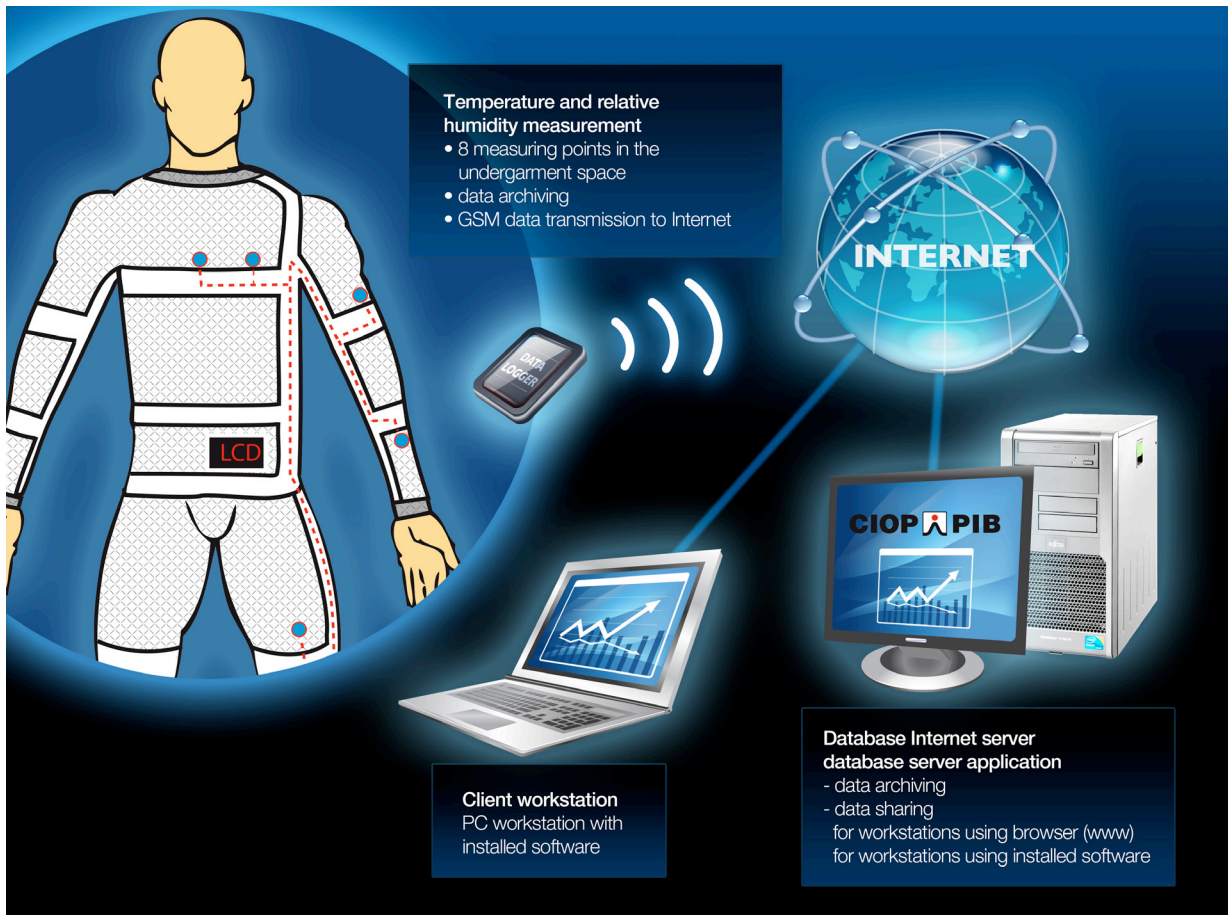 Temperature and relative
humidity measurement
• 8 measuring points in the
undergarment space
• data archiving
• GSM data transmission to Internet
INTERNET
DATA
LOGGER
LCD
CIOP PIB
Client workstation
PC workstation with
installed software
Database Internet server
database server application
- data archiving
- data sharing
for workstations using browser (www)
for workstations using installed software